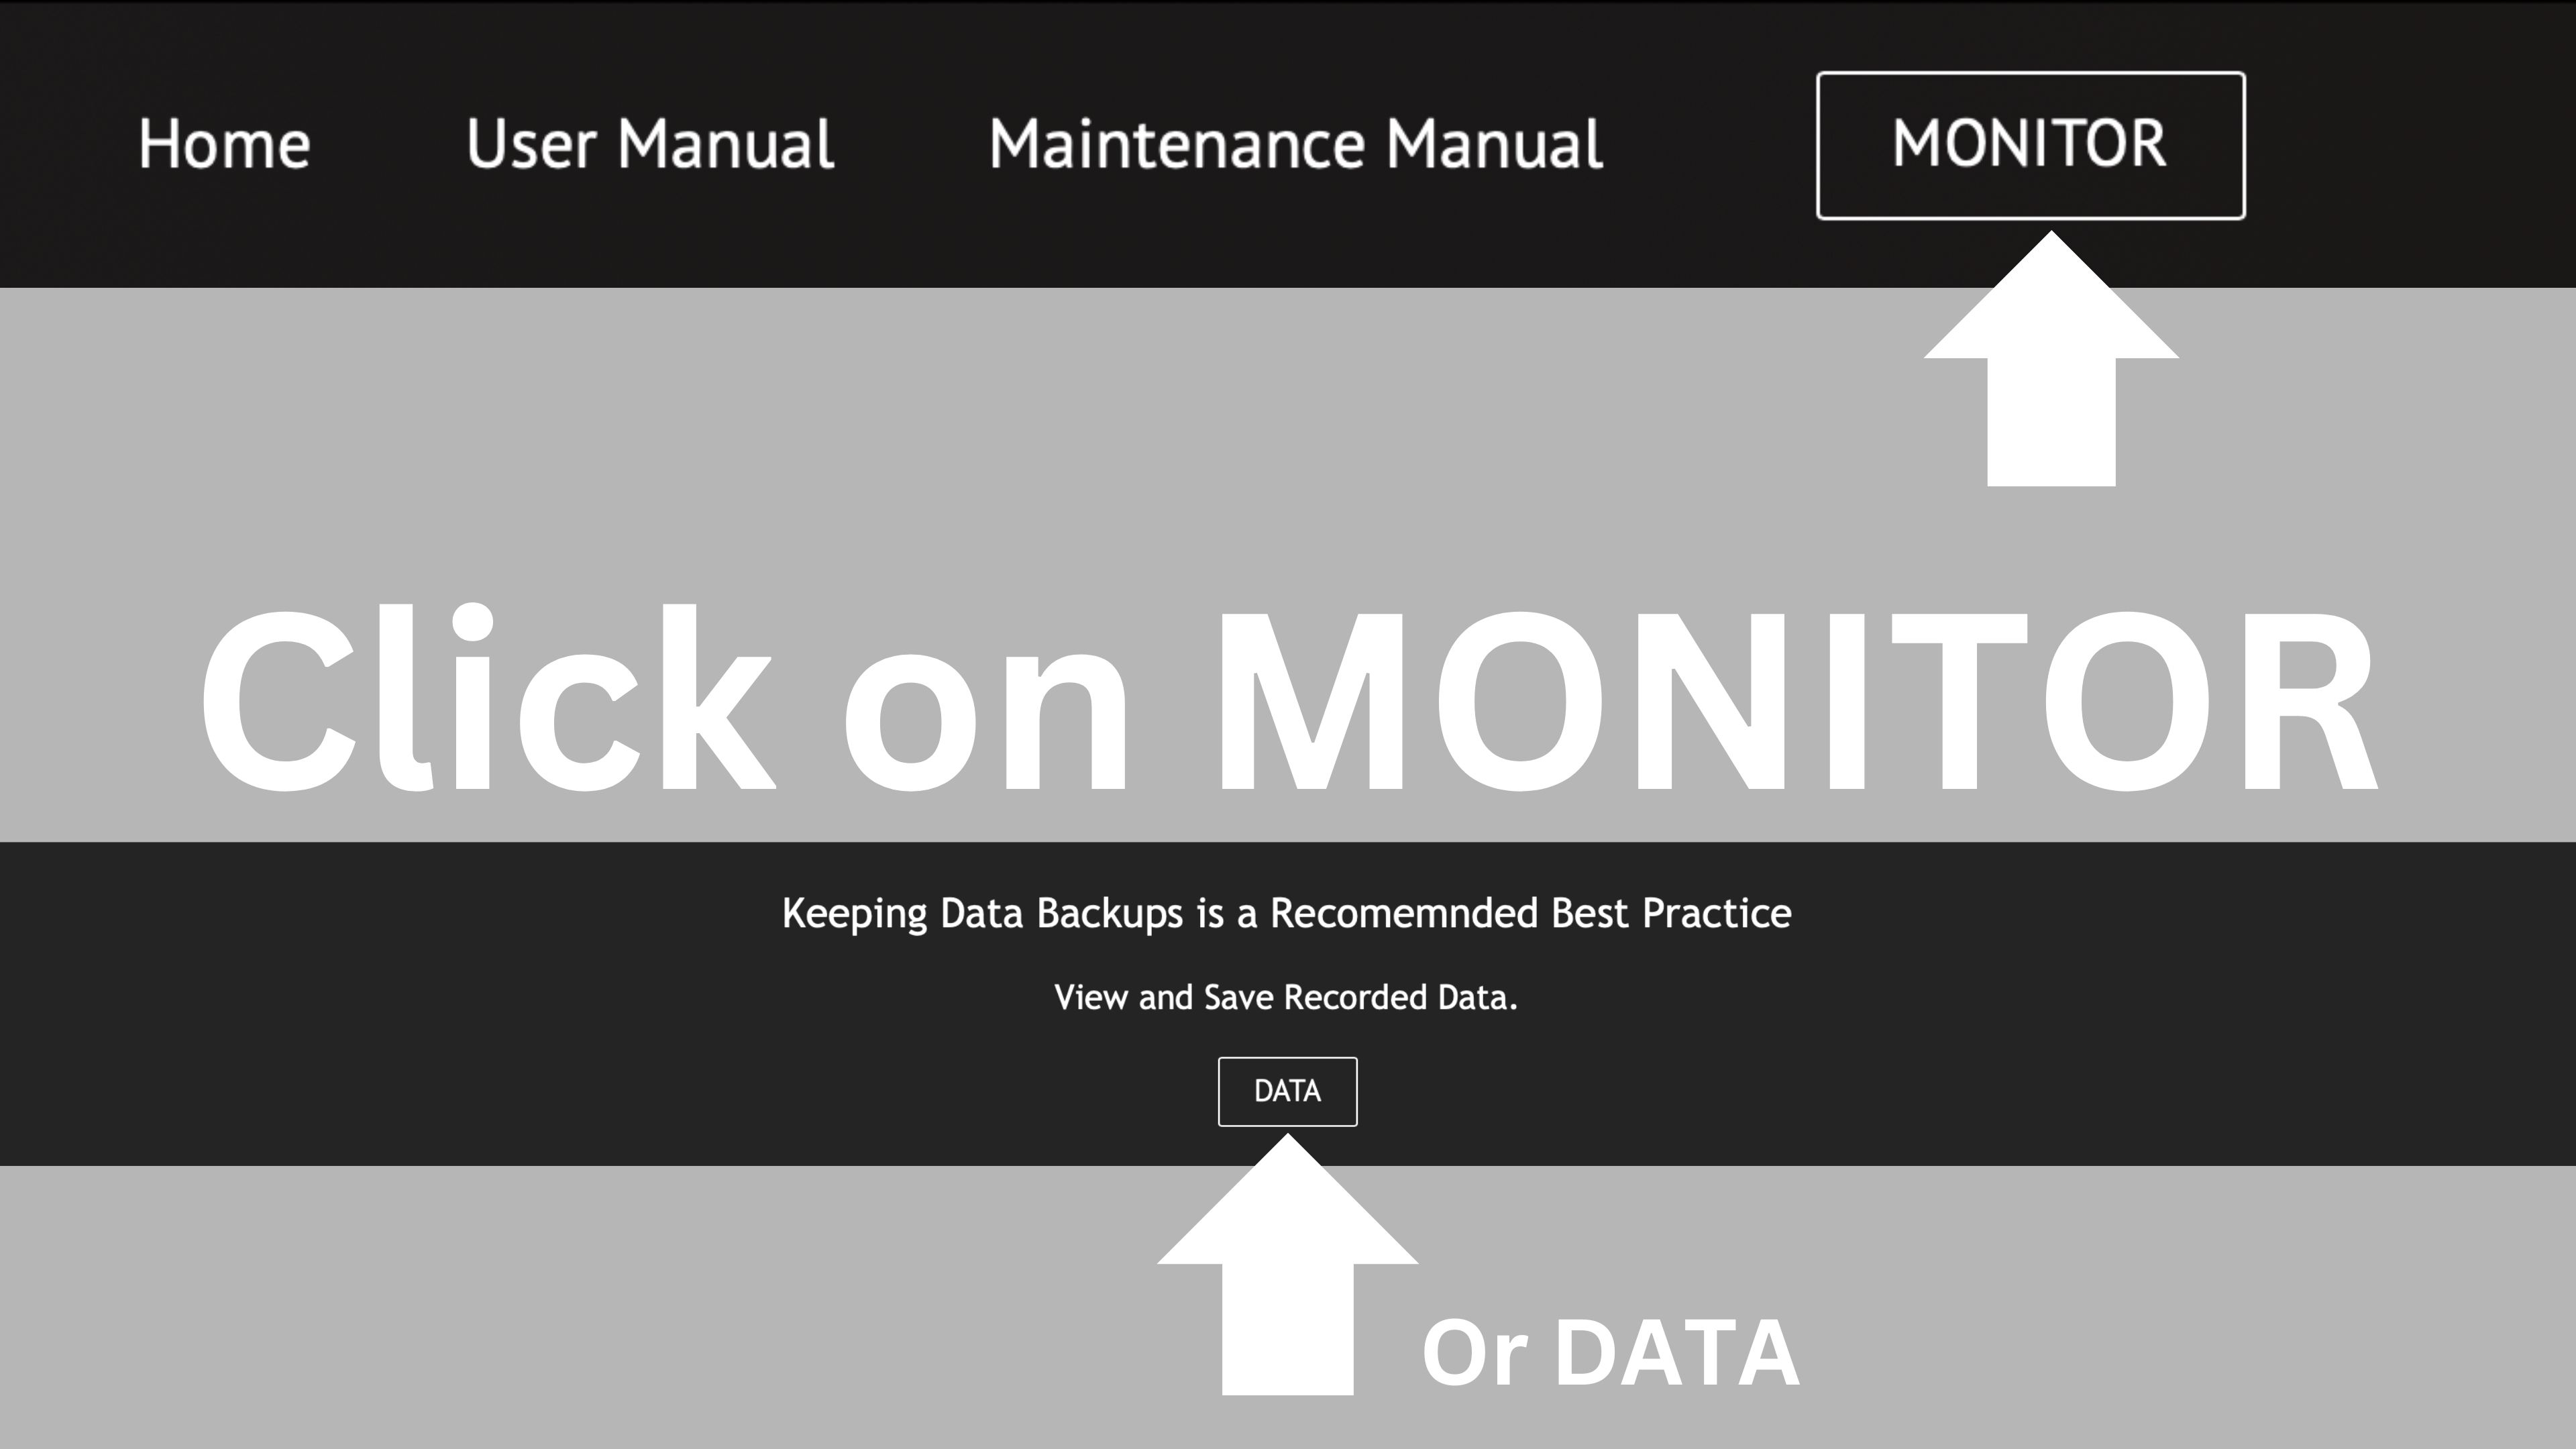 Home User Manual Maintenance Manual MONITOR
Click on MONITOR
Keeping Data Backups is a Recomemnded Best Practice
View and Save Recorded Data.
DATA
Or DATA